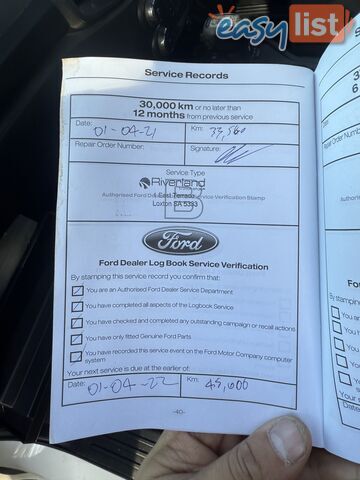 easylist
Service Records
30,000 km or no later than
12 months from previous service
Date: 01-04-21 Km: 33,560
Repair Order Number: Signature:
Service Type
Riverland
1 East Terrace
Authorised Ford Dealer Service Verification Stamp
Loxton SA 5333
B
Ford
Ford Dealer Log Book Service Verification
By stamping this service record you confirm that:
You are an Authorised Ford Dealer Service Department
You have completed all aspects of the Logbook Service
You have checked and completed any outstanding campaign or recall actions
You have only fitted Genuine Ford Parts
You have recorded this service event on the Ford Motor Company computer
system
Your next service is due at the earlier of:
Date: 01-04-22 Km: 45,000
-40-